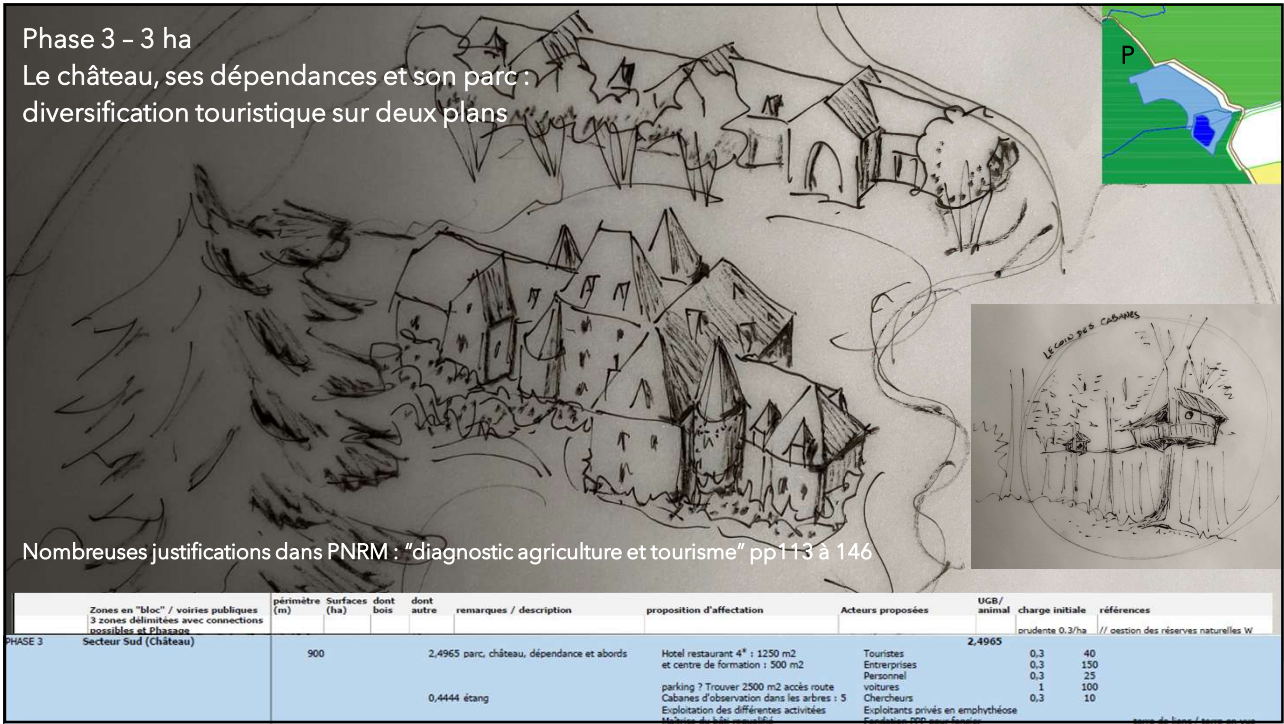 Phase 3 – 3 ha
Le château, ses dépendances et son parc :
diversification touristique sur deux plans
P
LE COIN DES CABANES
Nombreuses justifications dans PNRM : “diagnostic agriculture et tourisme” pp113 à 146
Zones en "bloc" / voiries publiques périmètre (m) Surfaces (ha) dont bois dont autre remarques / description proposition d'affectation Acteurs proposées UGB/ animal charge initiale références
3 zones délimitées avec connections possibles et Phasage prudente 0.3/ha // gestion des réserves naturelles W
PHASE 3 Secteur Sud (Château) 2,4965
900 2,4965 parc, château, dépendance et abords Hotel restaurant 4* : 1250 m2 Touristes 0,3 40
et centre de formation : 500 m2 Entrerprises 0,3 150
Personnel 0,3 25
parking ? Trouver 2500 m2 accès route voitures 1 100
0,4444 étang Cabanes d'observation dans les arbres : 5 Chercheurs 0,3 10
Exploitation des différentes activitées Exploitants privés en emphythéose